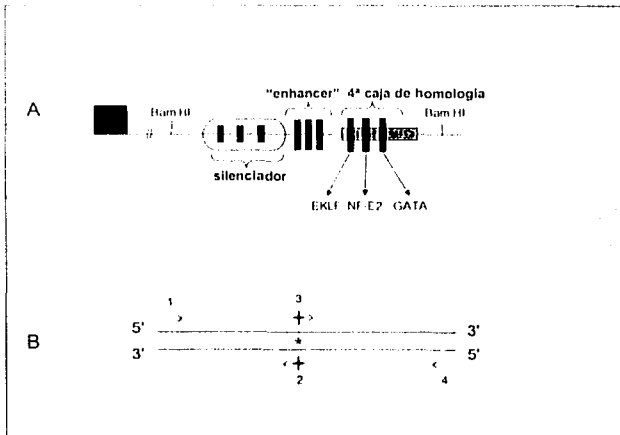 A
"enhancer" 4ª caja de homología
Bam HI
Bam HI
silenciador
EKLF NF-E2 GATA
B
1
3
5' 3'
*
3' 5'
2
4